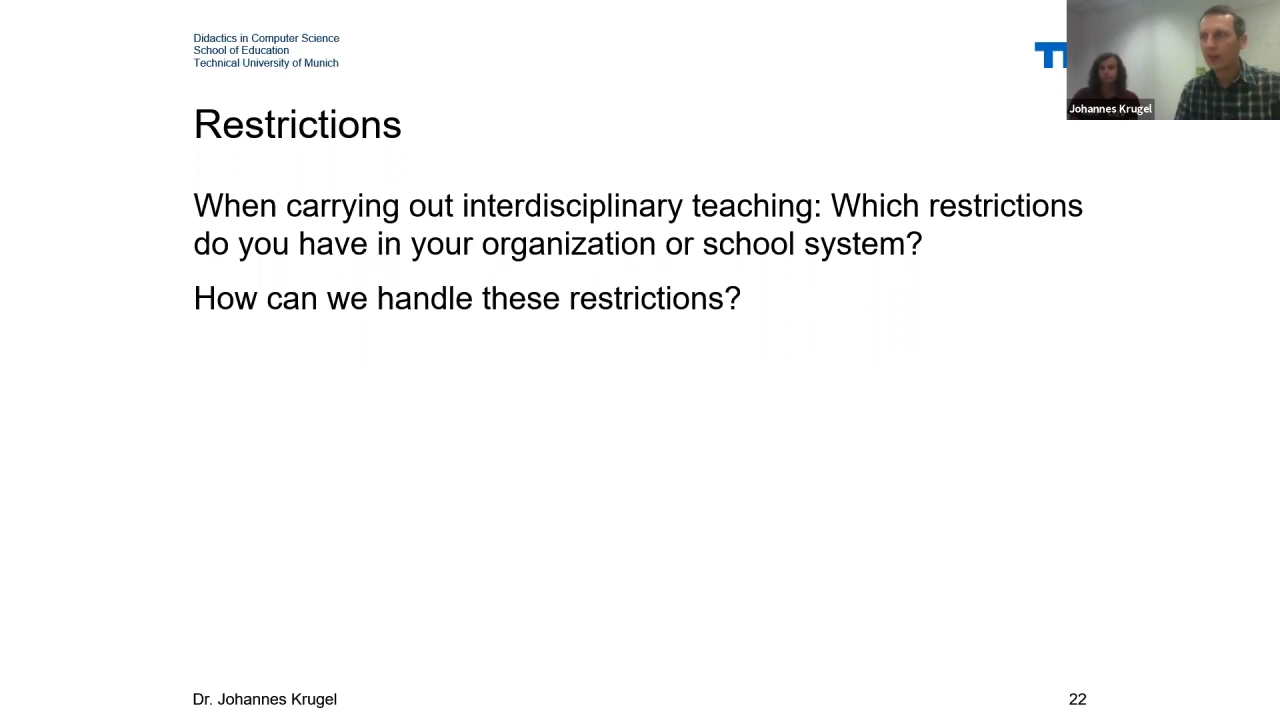 Didactics in Computer Science
School of Education
Technical University of Munich
Johannes Krugel
Restrictions
When carrying out interdisciplinary teaching: Which restrictions
do you have in your organization or school system?
How can we handle these restrictions?
Dr. Johannes Krugel
22